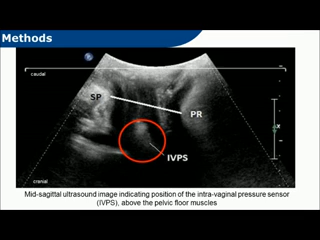 Methods
caudal
SP
PR
x
IVPS
cranial
Mid-sagittal ultrasound image indicating position of the intra-vaginal pressure sensor
(IVPS), above the pelvic floor muscles